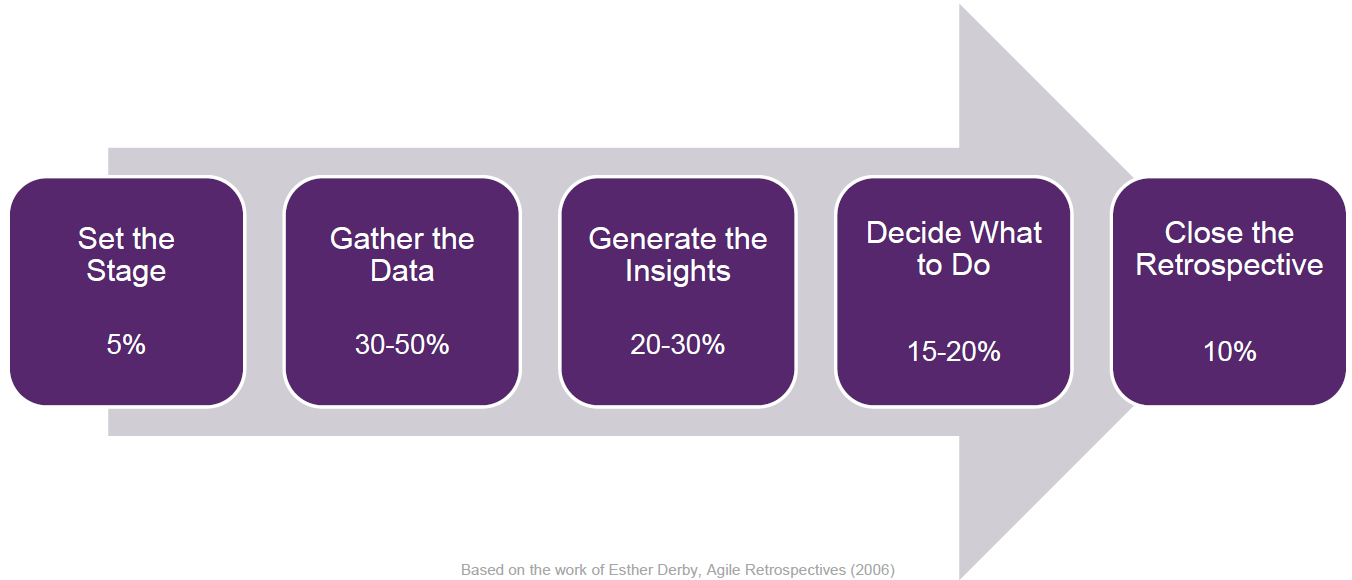 Set the
Stage
5%
Gather the
Data
30-50%
Generate the
Insights
20-30%
Decide What
to Do
15-20%
Close the
Retrospective
10%
Based on the work of Esther Derby, Agile Retrospectives (2006)